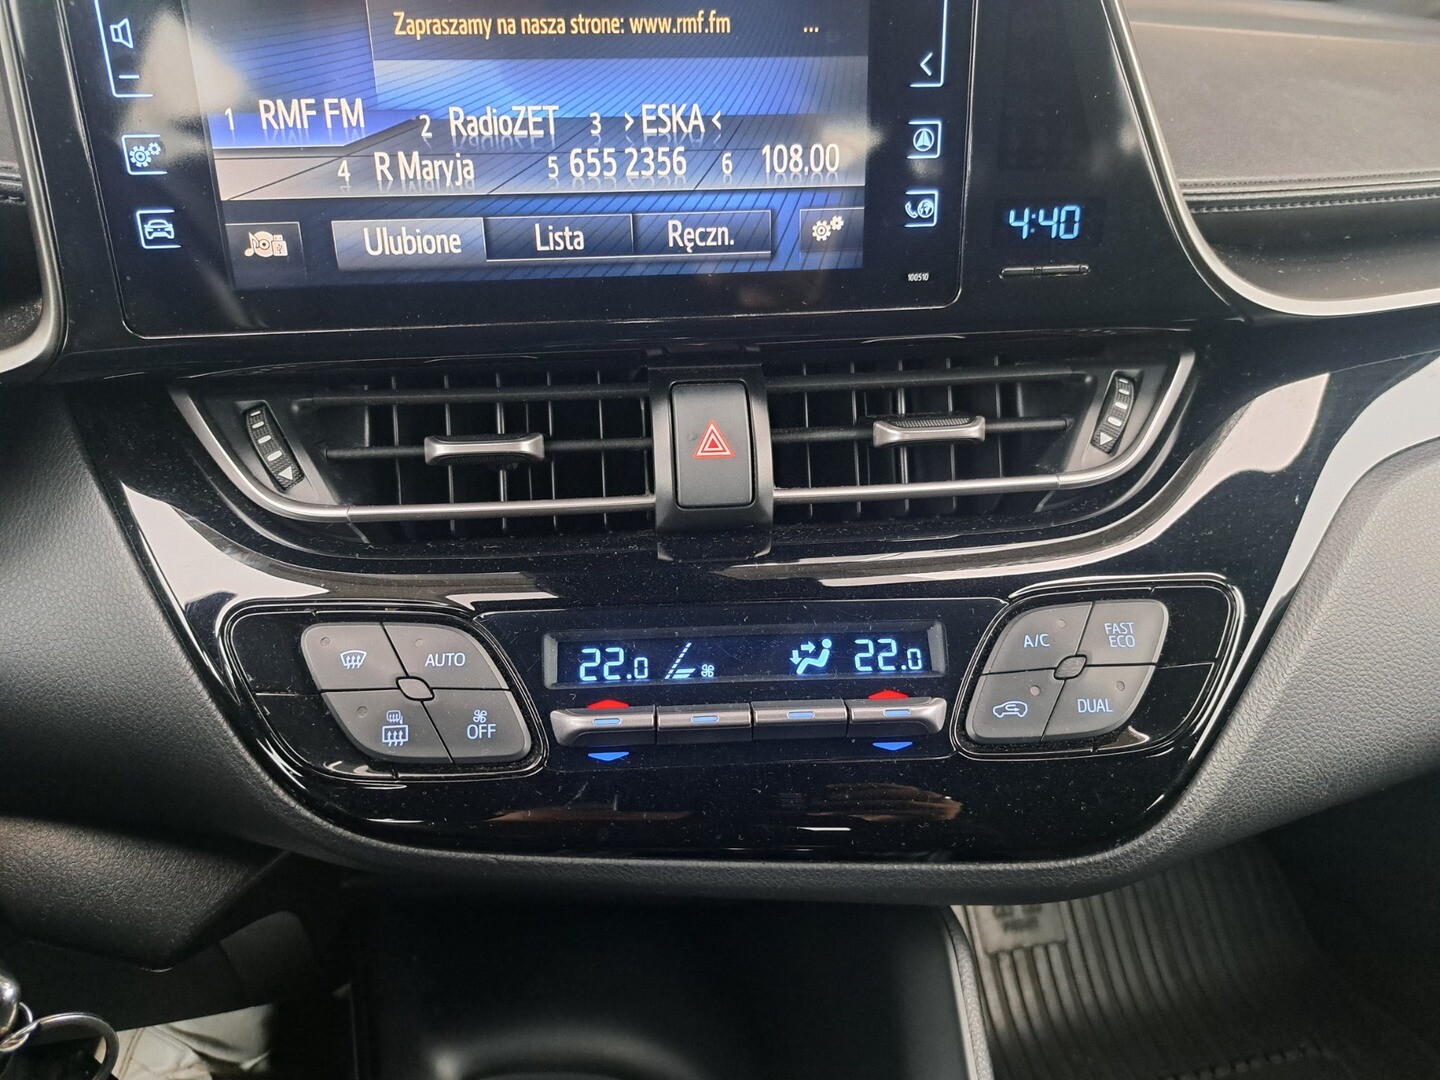 Zapraszamy na nasza strone: www.rmf.fm ...
1 RMF FM 2 RadioZET 3 > ESKA <
4 R Maryja 5 655 2356 6 108.00
Ulubione Lista Ręczn.
4:40
100510
AUTO
OFF
22.0 22.0
A/C FAST ECO
DUAL